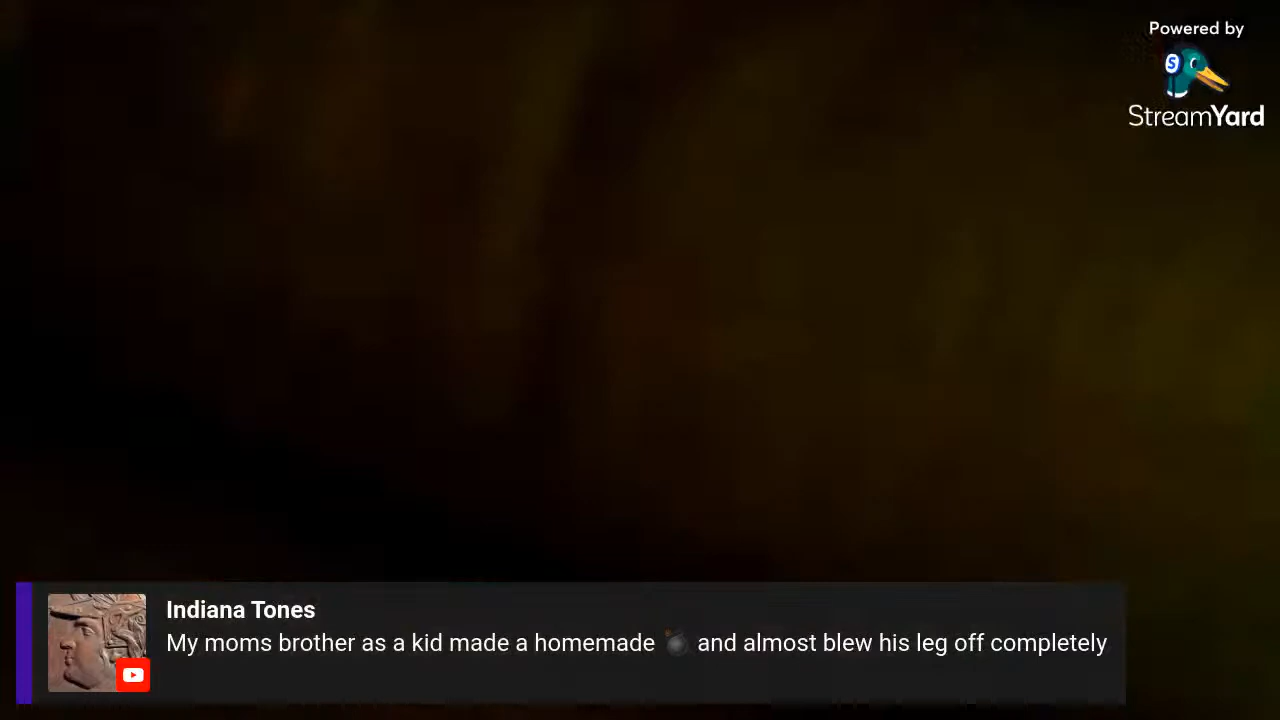 Powered by
StreamYard
Indiana Tones
My moms brother as a kid made a homemade 💣 and almost blew his leg off completely